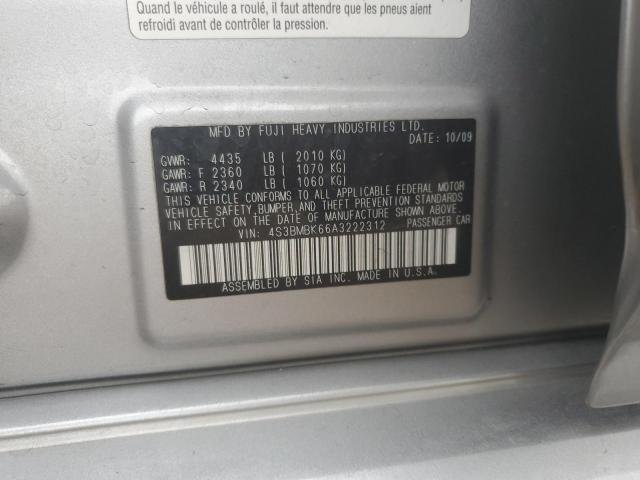 Quand le véhicule a roulé, il faut attendre que les pneus aient
refroidi avant de contrôler la pression.
MFD BY FUJI HEAVY INDUSTRIES LTD.
DATE: 10/09
GVWR: 4435 LB ( 2010 KG)
GAWR: F 2360 LB ( 1070 KG)
GAWR: R 2340 LB ( 1060 KG)
THIS VEHICLE CONFORMS TO ALL APPLICABLE FEDERAL MOTOR
VEHICLE SAFETY, BUMPER, AND THEFT PREVENTION STANDARDS
IN EFFECT ON THE DATE OF MANUFACTURE SHOWN ABOVE.
VIN: 4S3BMBK66A3222312 PASSENGER CAR
ASSEMBLED BY SIA INC. MADE IN U.S.A.